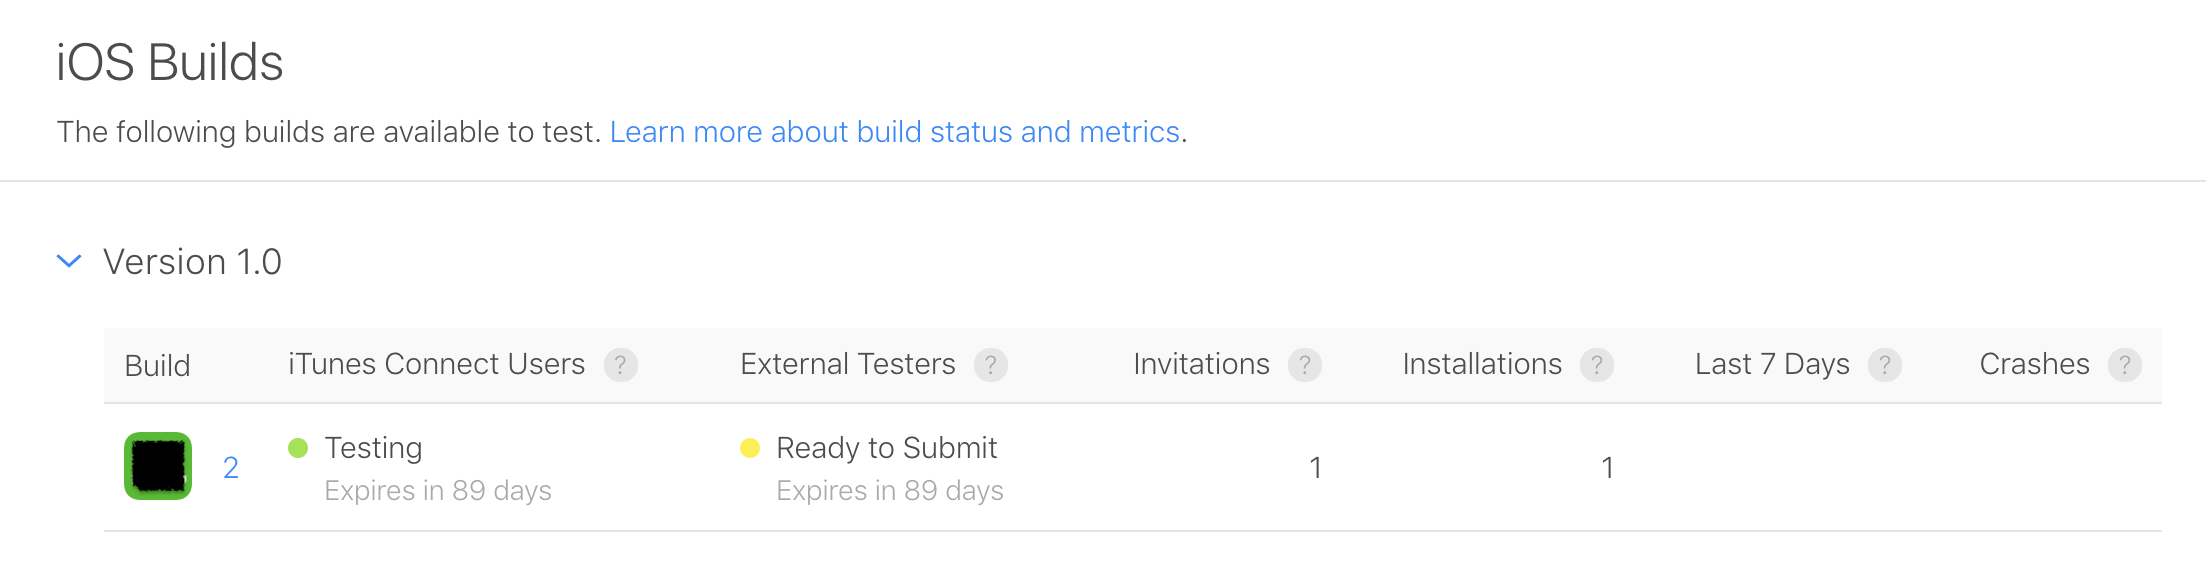 iOS Builds
The following builds are available to test. Learn more about build status and metrics.
Version 1.0
Build iTunes Connect Users ? External Testers ? Invitations ? Installations ? Last 7 Days ? Crashes ?
2 Testing Ready to Submit 1 1
Expires in 89 days Expires in 89 days